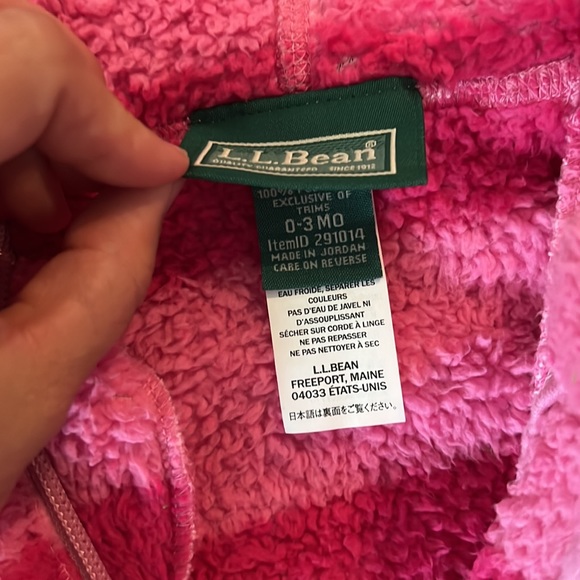 L.L.Bean®
QUALITY GUARANTEED SINCE 1912
100%
EXCLUSIVE OF
TRIMS
0-3 MO
ItemID 291014
MADE IN JORDAN
CARE ON REVERSE
EAU FROIDE, SÉPARER LES
COULEURS
PAS D'EAU DE JAVEL NI
D'ASSOUPLISSANT
SÉCHER SUR CORDE À LINGE
NE PAS REPASSER
NE PAS NETTOYER À SEC
L.L.BEAN
FREEPORT, MAINE
04033 ÉTATS-UNIS
日本語は裏面をご覧ください。